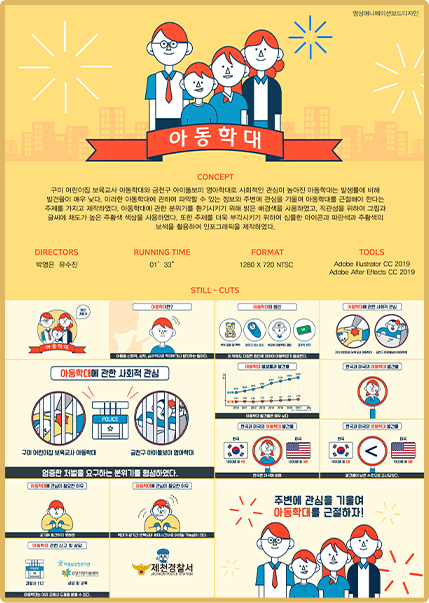 영상애니메이션보드디자인
아동학대
CONCEPT
구미 어린이집 보육교사 아동학대와 금천구 아이돌보미 영아학대로 사회적인 관심이 높아진 아동학대는 발생률에 비해
발견율이 매우 낮다. 이러한 아동학대에 관하여 파악할 수 있는 정보와 주변에 관심을 기울여 아동학대를 근절해야 한다는
주제를 가지고 제작하였다. 아동학대에 관한 분위기를 환기시키기 위해 밝은 배경색을 사용하였고, 직관성을 위하여 그림과
글씨에 채도가 높은 주황색 색상을 사용하였다. 또한 주제를 더욱 부각시키기 위하여 심플한 아이콘과 파란색과 주황색의
보색을 활용하여 인포그래픽을 제작하였다.
DIRECTORS
RUNNING TIME
FORMAT
TOOLS
박영은 유수진
01' 33"
1280 X 720 NTSC
Adobe Illustrator CC 2019
Adobe After Effects CC 2019
STILL - CUTS
아동학대
아동학대란?
아동학대의 원인
아동학대에 관한 사회적 관심
아동학대에 관한 사회적 관심
POLICE
구미 어린이집 보육교사 아동학대
금천구 아이돌보미 영아학대
엄중한 처벌을 요구하는 분위기를 형성하였다.
아동학대 발생률과 발견율
한국과 미국의 아동학대 발견율
한국과 미국의 아동학대 발견율
한국
미국
한국
미국
아동학대에 관심이 필요한 이유
아동학대에 관심이 필요한 이유
아동학대 관련 신고 및 상담
경찰서 112
상담 및 교육
제천경찰서
JECHEON POLICE STATION
주변에 관심을 기울여
아동학대를 근절하자!